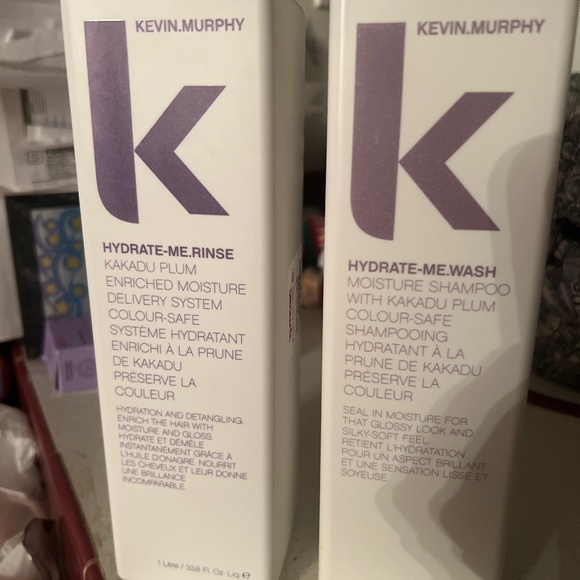 KEVIN.MURPHY
k
HYDRATE-ME.RINSE
KAKADU PLUM
ENRICHED MOISTURE
DELIVERY SYSTEM
COLOUR-SAFE
SYSTÈME HYDRATANT
ENRICHI À LA PRUNE
DE KAKADU
PRÉSERVE LA
COULEUR
HYDRATION AND DETANGLING.
ENRICH THE HAIR WITH
MOISTURE AND GLOSS.
HYDRATE ET DÉMÊLE
INSTANTANÉMENT GRÂCE À
L'HUILE D'ONAGRE. NOURRIT
LES CHEVEUX ET LEUR DONNE
UNE BRILLANCE
INCOMPARABLE.
1 Litre / 33.8 Fl. Oz. Liq. e
KEVIN.MURPHY
k
HYDRATE-ME.WASH
MOISTURE SHAMPOO
WITH KAKADU PLUM
COLOUR-SAFE
SHAMPOOING
HYDRATANT À LA
PRUNE DE KAKADU
PRÉSERVE LA
COULEUR
SEAL IN MOISTURE FOR
THAT GLOSSY LOOK AND
SILKY-SOFT FEEL.
RETIENT L'HYDRATATION
POUR UN ASPECT BRILLANT
ET UNE SENSATION LISSE ET
SOYEUSE.